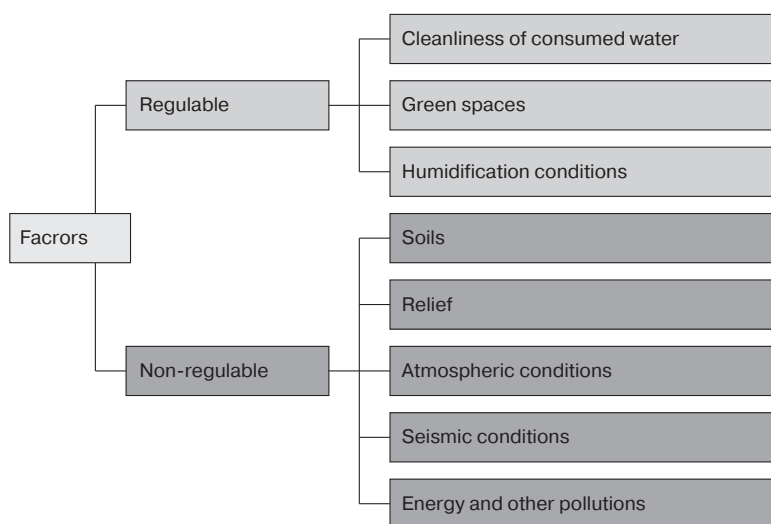 Facrors
Regulable
Cleanliness of consumed water
Green spaces
Humidification conditions
Non-regulable
Soils
Relief
Atmospheric conditions
Seismic conditions
Energy and other pollutions